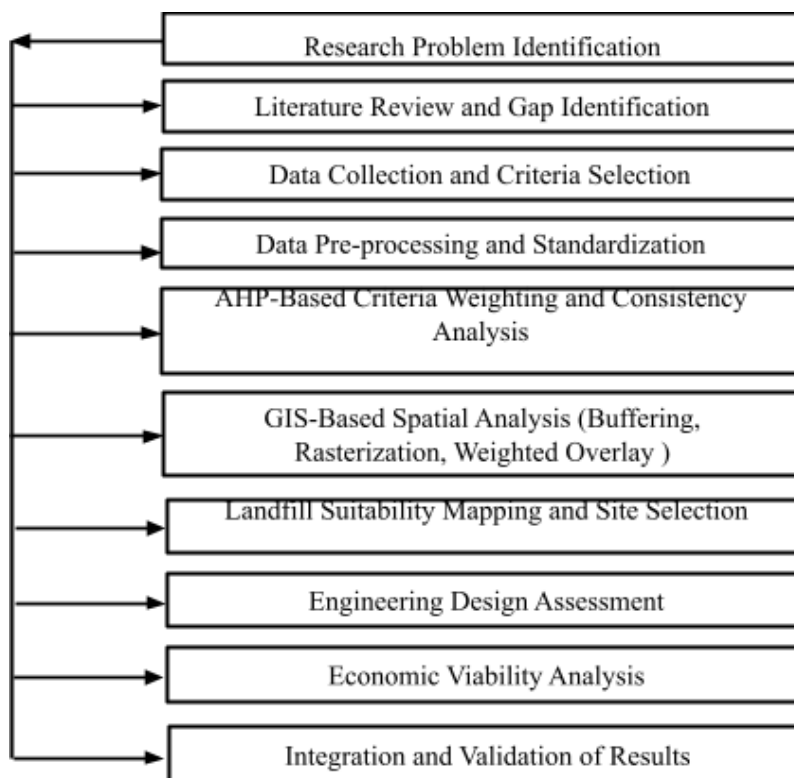 Research Problem Identification
Literature Review and Gap Identification
Data Collection and Criteria Selection
Data Pre-processing and Standardization
AHP-Based Criteria Weighting and Consistency
Analysis
GIS-Based Spatial Analysis (Buffering,
Rasterization, Weighted Overlay )
Landfill Suitability Mapping and Site Selection
Engineering Design Assessment
Economic Viability Analysis
Integration and Validation of Results